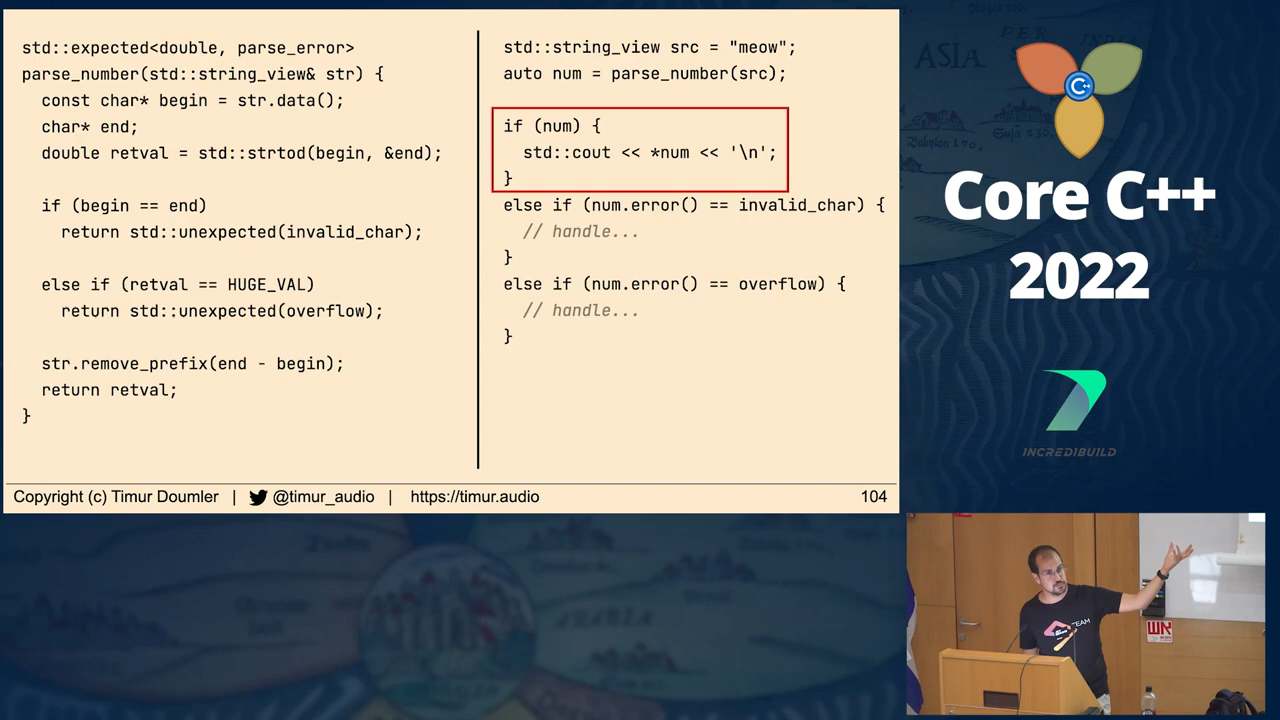 std::expected<double, parse_error>
parse_number(std::string_view& str) {
  const char* begin = str.data();
  char* end;
  double retval = std::strtod(begin, &end);
  if (begin == end)
    return std::unexpected(invalid_char);
  else if (retval == HUGE_VAL)
    return std::unexpected(overflow);
  str.remove_prefix(end - begin);
  return retval;
}
std::string_view src = "meow";
auto num = parse_number(src);
if (num) {
  std::cout << *num << '\n';
}
else if (num.error() == invalid_char) {
  // handle...
}
else if (num.error() == overflow) {
  // handle...
}
Copyright (c) Timur Doumler | @timur_audio | https://timur.audio 104
ASIA
PER
INDIA
C++
Core C++
2022
INCREDIBUILD
ARABIA
TEAM